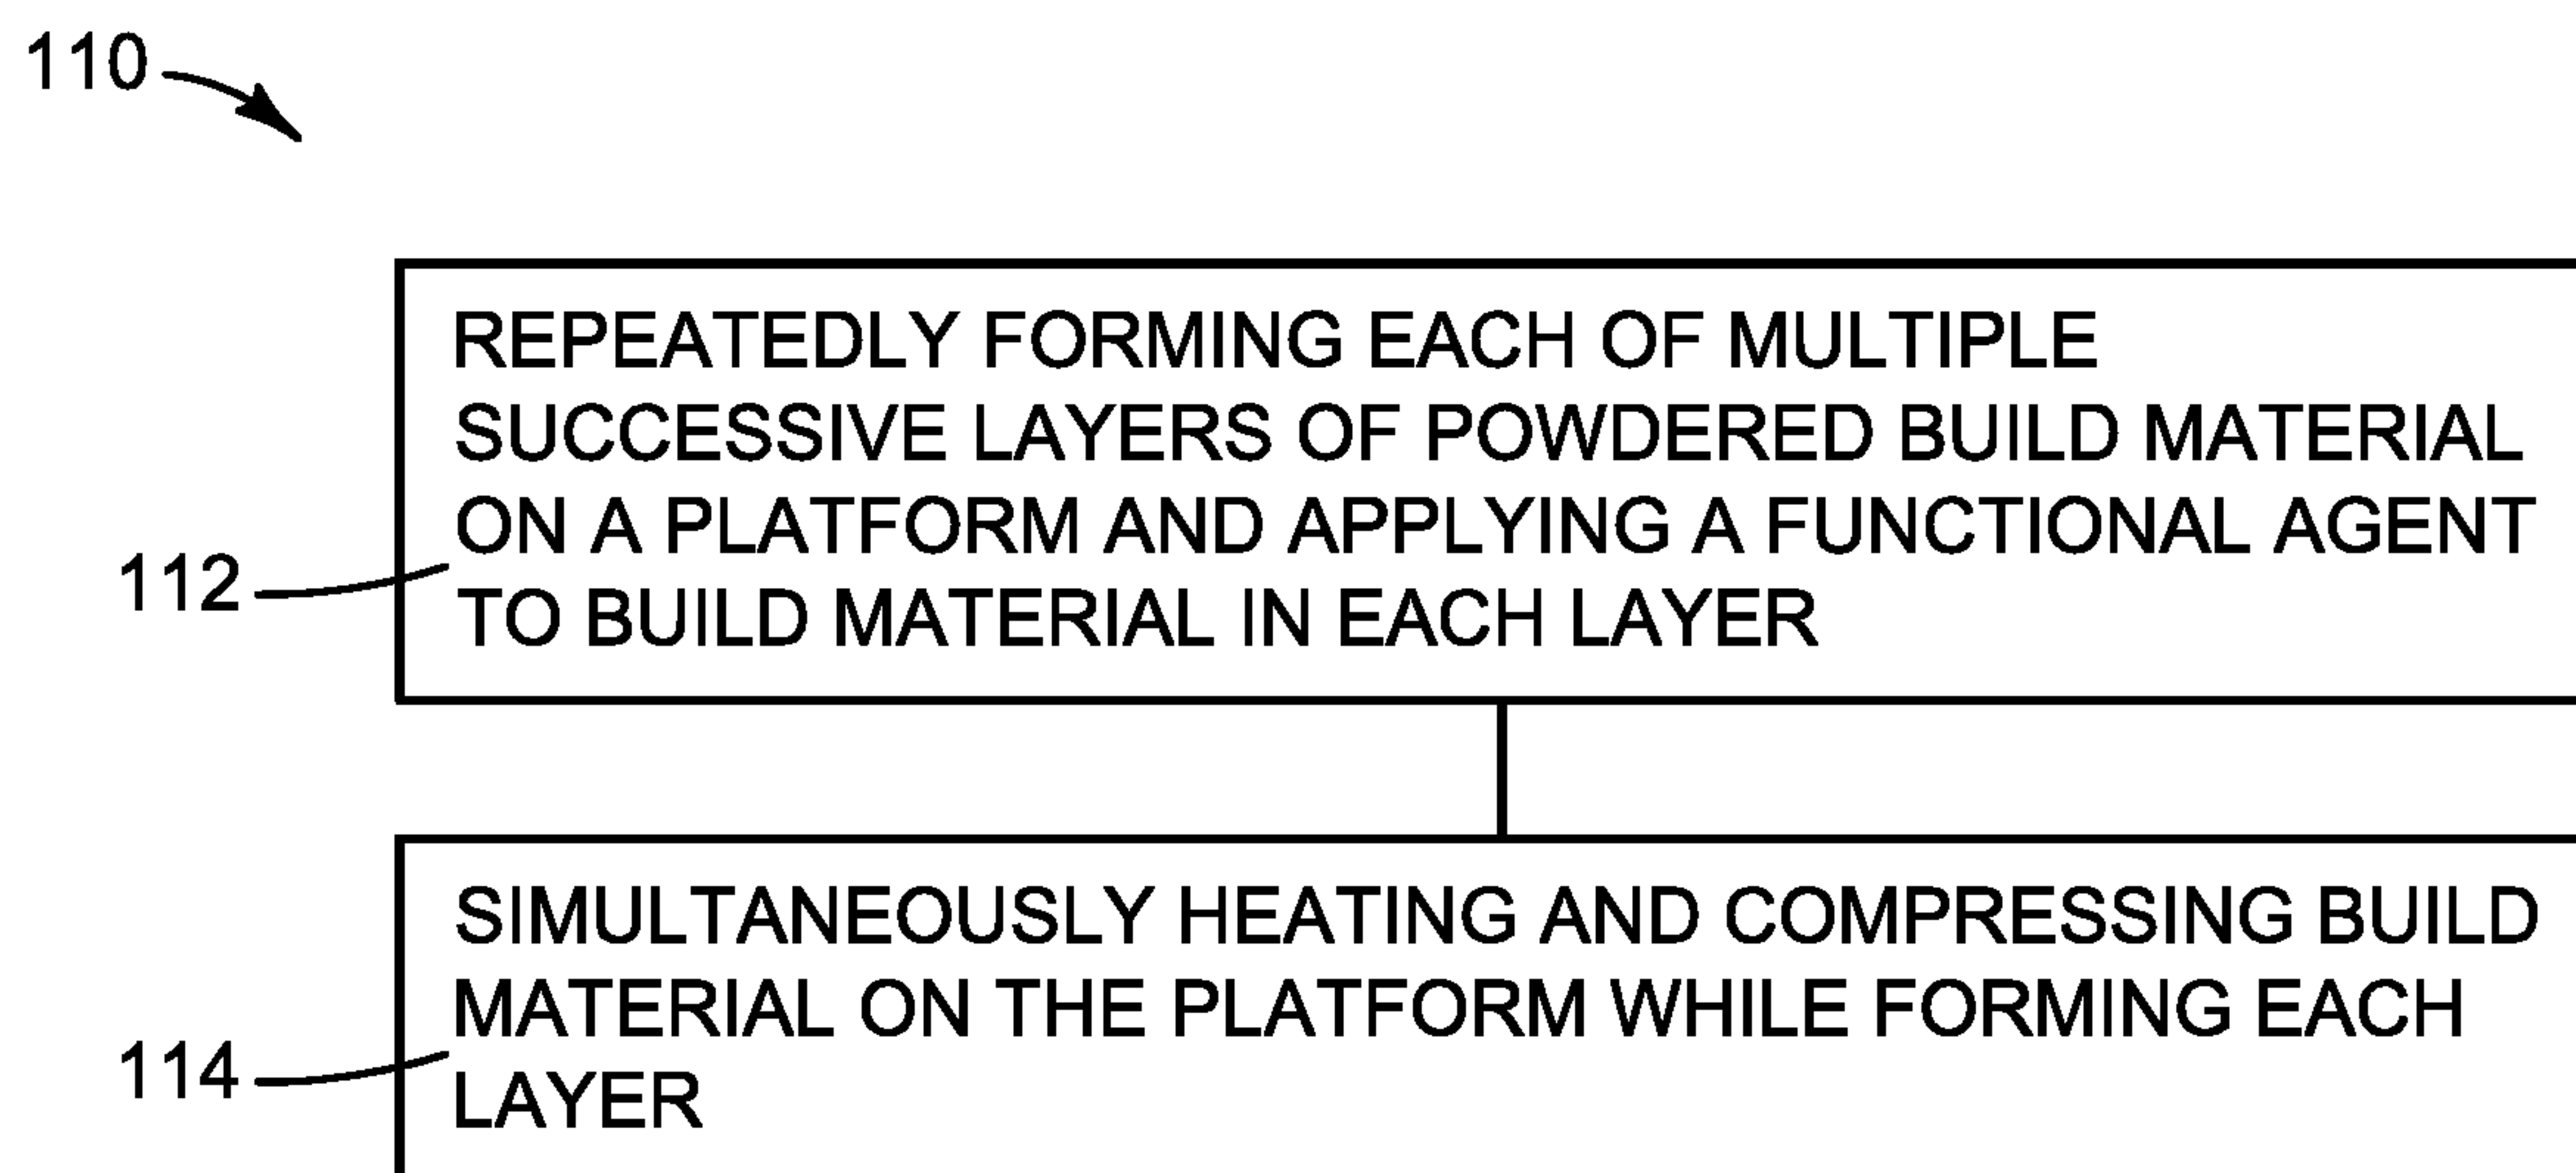 110
REPEATEDLY FORMING EACH OF MULTIPLE
SUCCESSIVE LAYERS OF POWDERED BUILD MATERIAL
ON A PLATFORM AND APPLYING A FUNCTIONAL AGENT
112
TO BUILD MATERIAL IN EACH LAYER
SIMULTANEOUSLY HEATING AND COMPRESSING BUILD
MATERIAL ON THE PLATFORM WHILE FORMING EACH
114
LAYER